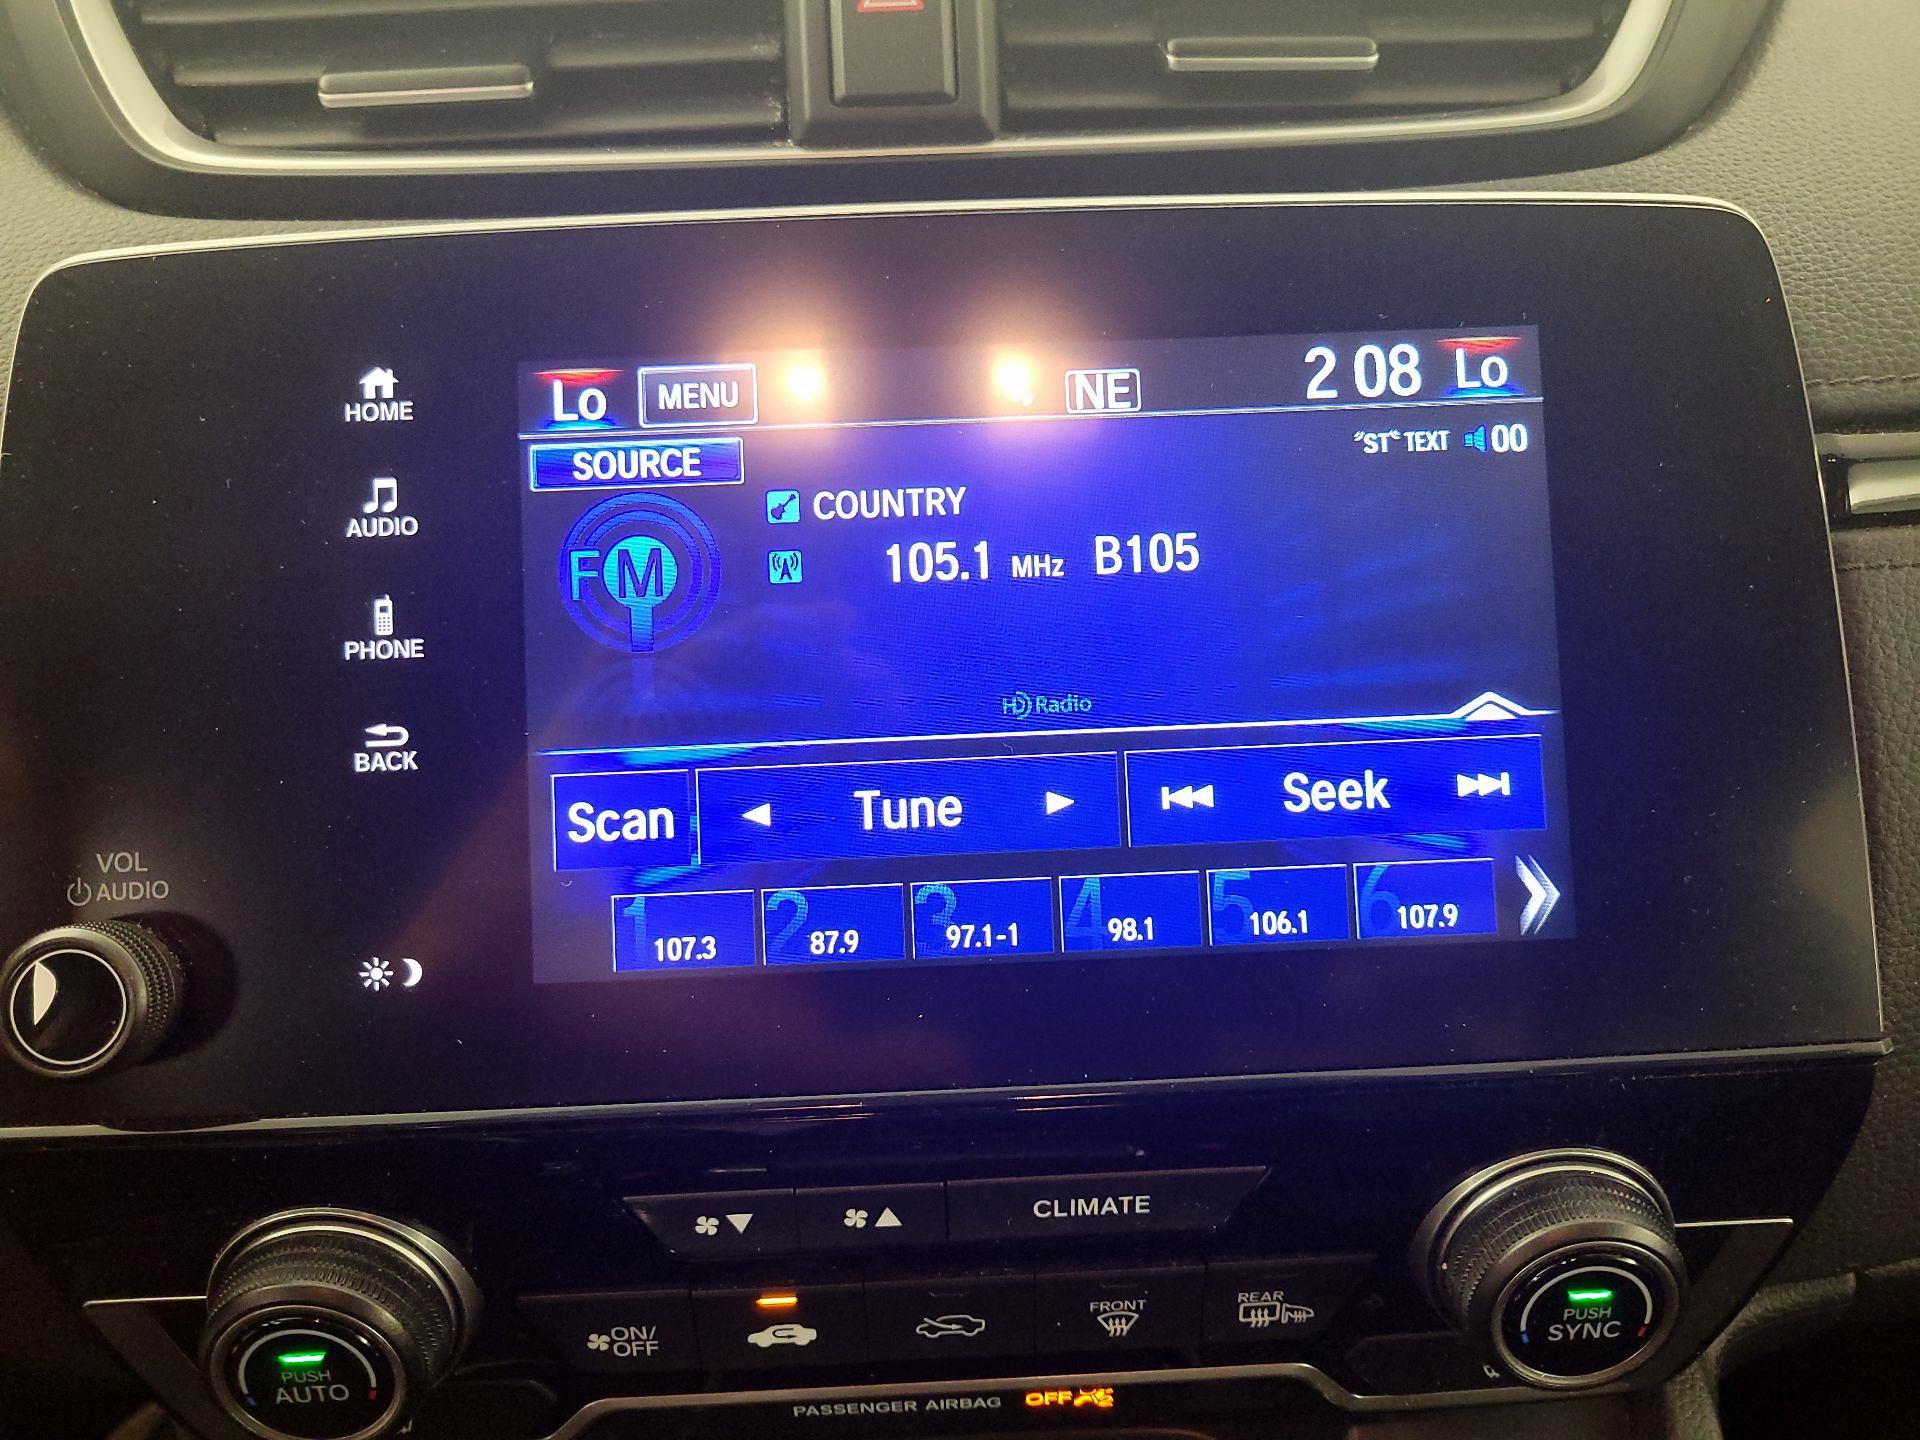 Lo MENU NE 2 08 Lo
HOME
SOURCE "ST" TEXT 00
COUNTRY
AUDIO
FM 105.1 MHz B105
PHONE
HD Radio
BACK
Scan Tune Seek
VOL
AUDIO
1 107.3 2 87.9 3 97.1-1 4 98.1 5 106.1 6 107.9
CLIMATE
ON/
OFF
FRONT
REAR
PUSH
AUTO
PUSH
SYNC
PASSENGER AIRBAG OFF